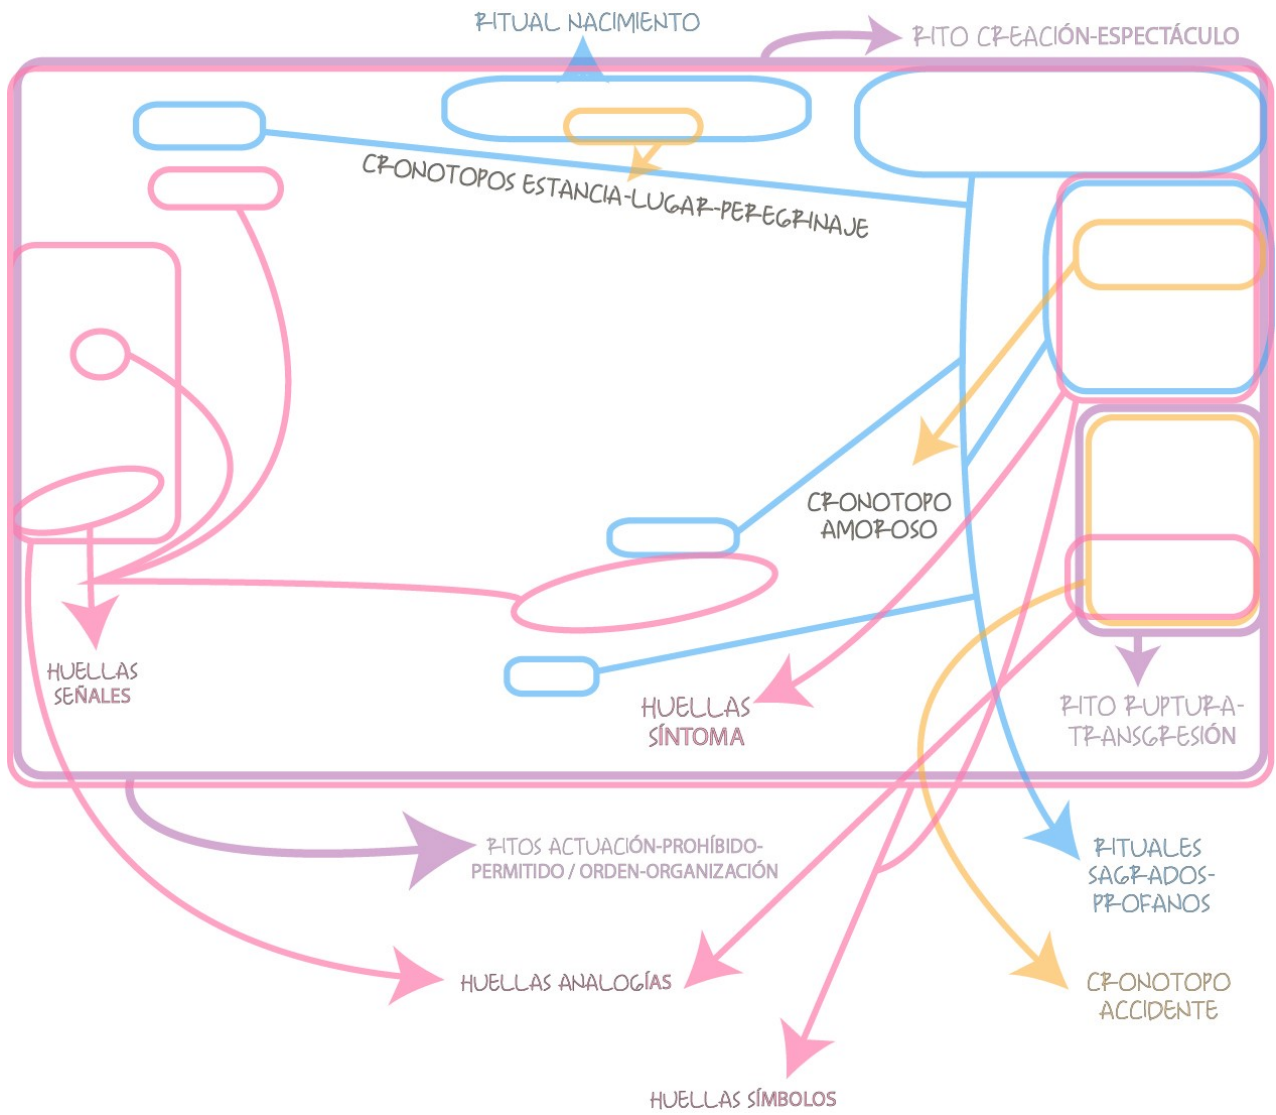 RITUAL NACIMIENTO
RITO CREACIÓN-ESPECTÁCULO
CRONOTOPOS ESTANCIA-LUGAR-PEREGRINAJE
CRONOTOPO
AMOROSO
HUELLAS
SEÑALES
HUELLAS
SÍNTOMA
RITO RUPTURA-
TRANSGRESIÓN
RITOS ACTUACIÓN-PROHÍBIDO-
PERMITIDO / ORDEN-ORGANIZACIÓN
RITUALES
SAGRADOS-
PROFANOS
HUELLAS ANALOGÍAS
CRONOTOPO
ACCIDENTE
HUELLAS SÍMBOLOS